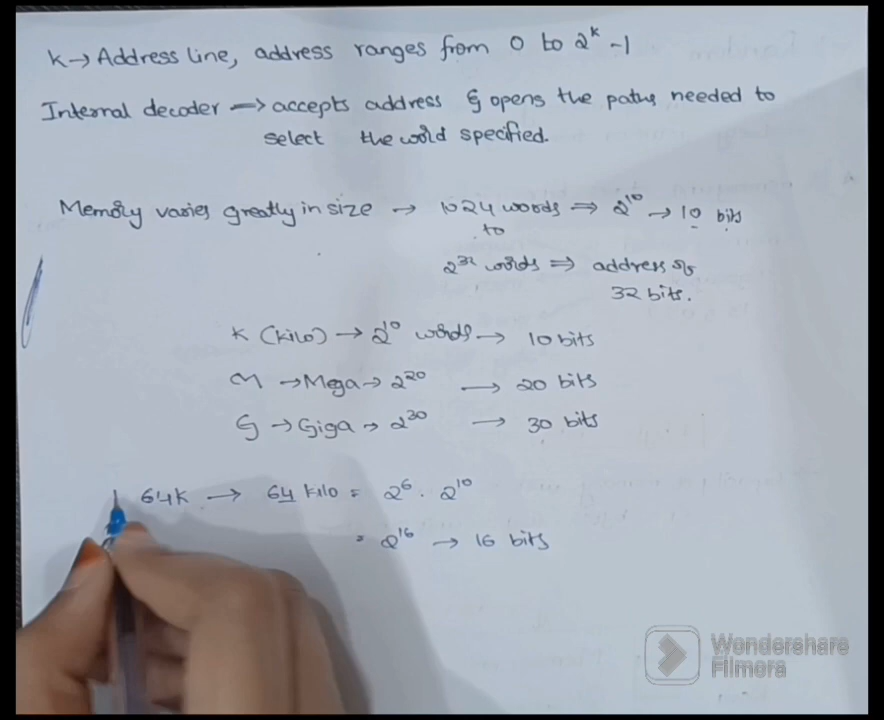 K → Address line, address ranges from 0 to 2^k - 1
Internal decoder → accepts address & opens the paths needed to
select the word specified.
Memory varies greatly in size → 1024 words ⇒ 2^10 → 10 bits
to
2^32 words ⇒ address of
32 bits.
K (Kilo) → 2^10 words → 10 bits
M → Mega → 2^20 → 20 bits
G → Giga → 2^30 → 30 bits
64K → 64 Kilo = 2^6 . 2^10
= 2^16 → 16 bits
Wondershare
Filmora